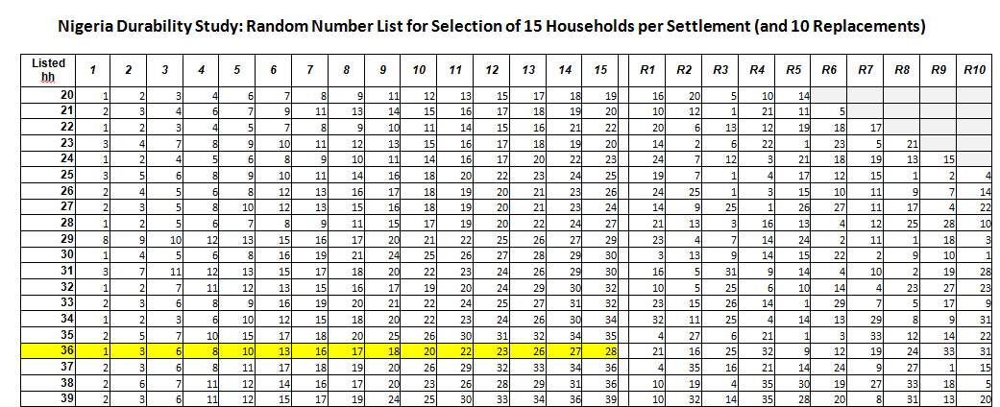 Nigeria Durability Study: Random Number List for Selection of 15 Households per Settlement (and 10 Replacements)
Listed hh 1 2 3 4 5 6 7 8 9 10 11 12 13 14 15 R1 R2 R3 R4 R5 R6 R7 R8 R9 R10
20 1 2 3 4 6 7 8 9 11 12 13 15 17 18 19 16 20 5 10 14
21 2 3 4 6 7 9 11 13 14 15 16 17 18 19 20 10 12 1 21 11 5
22 1 2 3 4 5 7 8 9 10 11 14 15 16 21 22 20 6 13 12 19 18 17
23 3 4 7 8 9 10 11 12 13 15 16 17 18 19 20 14 2 6 22 1 23 5 21
24 1 2 4 5 6 8 9 10 11 14 16 17 20 22 23 24 7 12 3 21 18 19 13 15
25 3 5 6 8 9 10 11 14 16 18 20 22 23 24 25 19 7 1 4 17 12 15 1 2 4
26 2 4 5 6 8 12 13 16 17 18 19 20 21 23 26 24 25 1 3 15 10 11 9 7 14
27 2 3 5 8 10 12 13 15 16 18 19 20 21 23 24 14 9 25 1 26 27 11 17 4 22
28 1 2 5 6 7 8 9 11 15 17 19 20 22 24 27 21 13 3 16 13 4 12 25 28 10
29 8 9 10 12 13 15 16 17 20 21 22 25 26 27 29 23 4 7 14 24 2 11 1 18 3
30 1 4 5 6 8 16 19 21 24 25 26 27 28 29 30 3 13 9 14 15 22 2 9 10 1
31 3 7 11 12 13 15 17 18 20 22 23 24 26 29 30 16 5 31 9 14 4 10 2 19 28
32 1 2 7 11 12 13 15 16 17 19 20 24 29 30 32 10 5 25 6 10 14 4 23 27 23
33 2 3 6 8 9 16 19 20 21 22 24 25 27 31 32 23 15 26 14 1 29 7 5 17 9
34 1 2 3 6 10 12 15 18 20 22 23 24 26 30 34 32 11 25 4 14 13 29 8 9 31
35 2 5 7 10 15 17 18 20 25 26 30 31 32 34 35 4 27 6 21 1 3 33 12 14 22
36 1 3 6 8 10 13 16 17 18 20 22 23 26 27 28 21 16 25 32 9 12 19 24 33 31
37 2 3 6 8 11 17 18 19 20 26 29 32 33 34 36 4 35 16 21 14 24 9 27 1 15
38 2 6 7 11 12 14 16 17 20 23 26 28 29 31 36 10 19 4 35 30 19 27 33 18 5
39 2 3 6 11 12 15 17 19 24 25 30 33 34 36 39 10 32 14 35 28 20 8 31 13 20